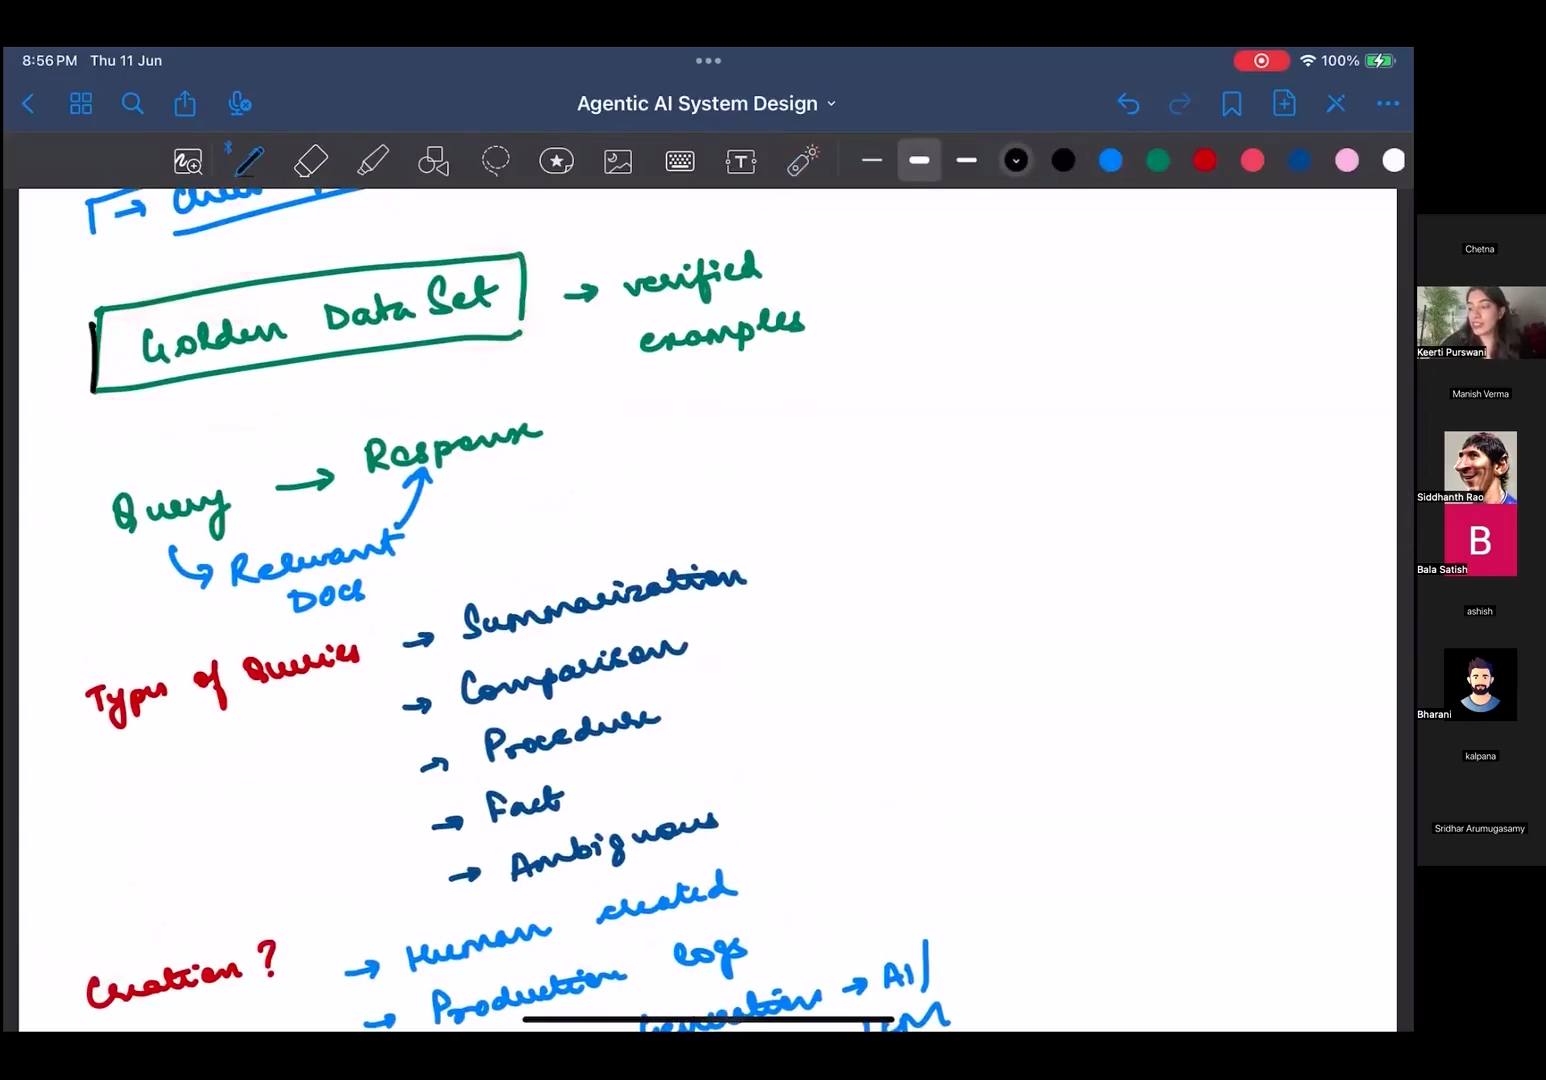 8:56 PM Thu 11 Jun
100%
Agentic AI System Design
Golden Data Set → verified
examples
Query → Response
Relevant
Docs
Types of Queries → Summarization
→ Comparison
→ Procedure
→ Fact
→ Ambiguous
Creation? → Human created
→ Production logs
Generation → AI/
Chetna
Keerti Purswani
Manish Verma
Siddhanth Rao
B
Bala Satish
ashish
Bharani
kalpana
Sridhar Arumugasamy